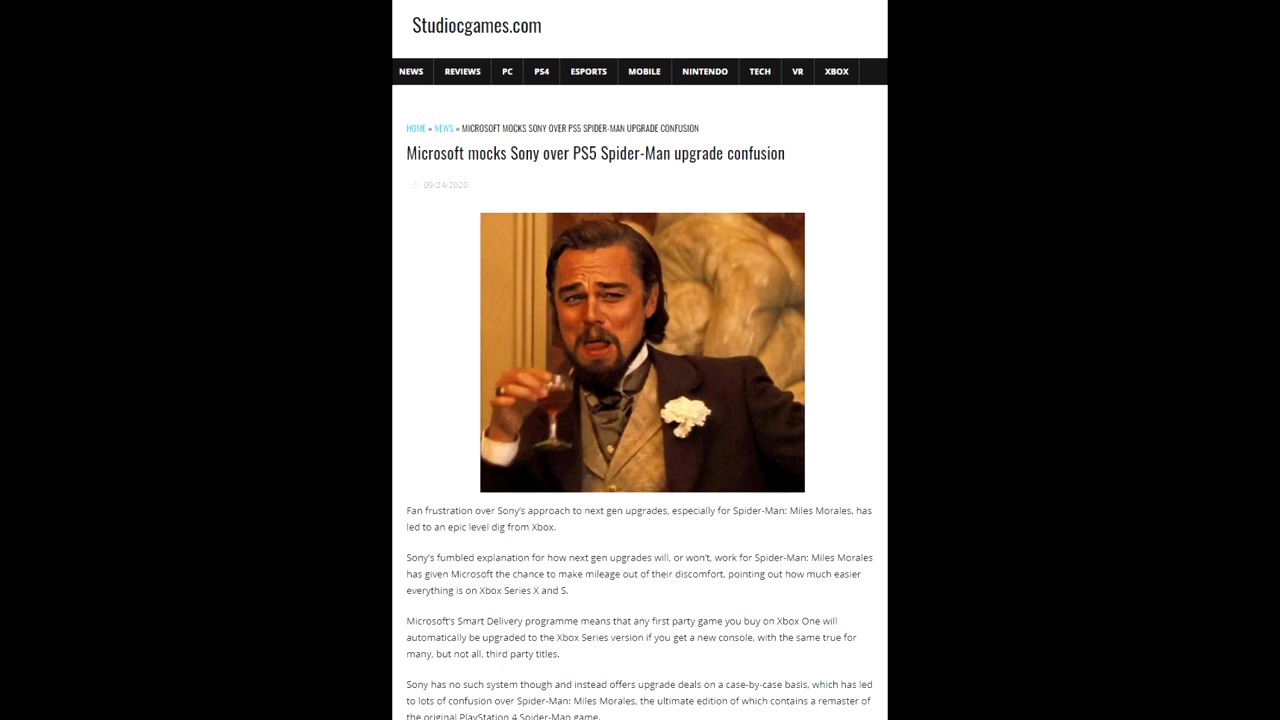 Studiocgames.com
NEWS REVIEWS PC PS4 ESPORTS MOBILE NINTENDO TECH VR XBOX
HOME » NEWS » MICROSOFT MOCKS SONY OVER PS5 SPIDER-MAN UPGRADE CONFUSION
Microsoft mocks Sony over PS5 Spider-Man upgrade confusion
09/24/2020
Fan frustration over Sony's approach to next gen upgrades, especially for Spider-Man: Miles Morales, has
led to an epic level dig from Xbox.
Sony's fumbled explanation for how next gen upgrades will, or won't, work for Spider-Man: Miles Morales
has given Microsoft the chance to make mileage out of their discomfort, pointing out how much easier
everything is on Xbox Series X and S.
Microsoft's Smart Delivery programme means that any first party game you buy on Xbox One will
automatically be upgraded to the Xbox Series version if you get a new console, with the same true for
many, but not all, third party titles.
Sony has no such system though and instead offers upgrade deals on a case-by-case basis, which has led
to lots of confusion over Spider-Man: Miles Morales, the ultimate edition of which contains a remaster of
the original PlayStation 4 Spider-Man game.